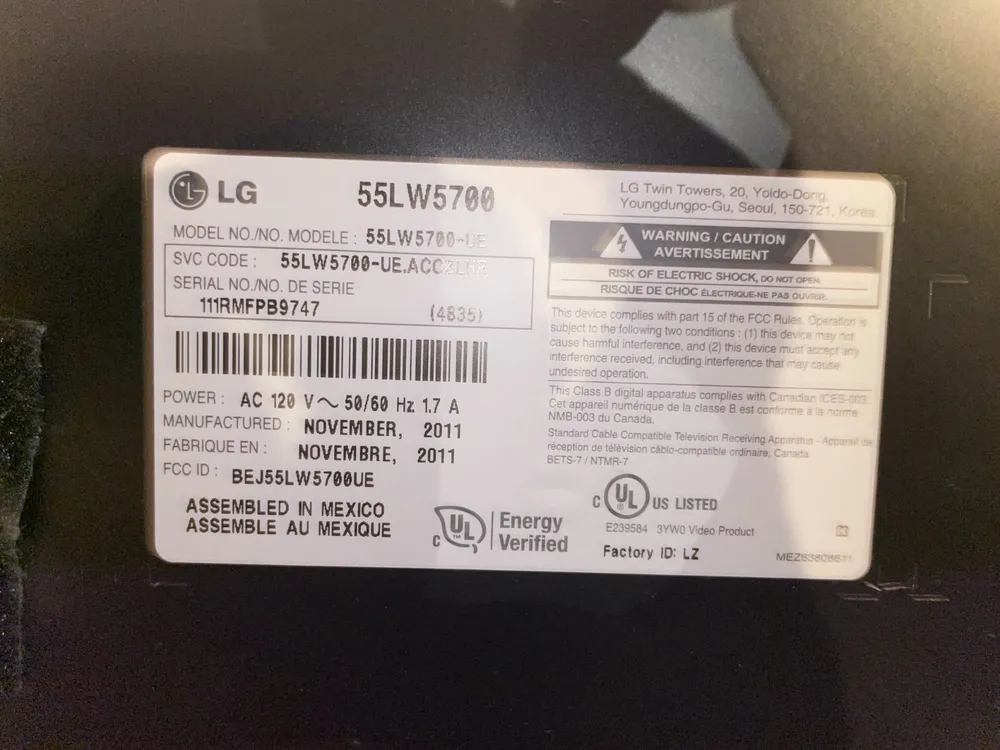 LG
55LW5700
MODEL NO./NO. MODELE : 55LW5700-UE
SVC CODE : 55LW5700-UE.ACCZLHR
SERIAL NO./NO. DE SERIE
111RMFPB9747 (4835)
POWER : AC 120 V ~ 50/60 Hz 1.7 A
MANUFACTURED : NOVEMBER, 2011
FABRIQUE EN : NOVEMBRE, 2011
FCC ID : BEJ55LW5700UE
ASSEMBLED IN MEXICO
ASSEMBLE AU MEXIQUE
c UL TM
Energy
Verified
LG Twin Towers, 20, Yoido-Dong,
Youngdungpo-Gu, Seoul, 150-721, Korea.
WARNING / CAUTION
AVERTISSEMENT
RISK OF ELECTRIC SHOCK, DO NOT OPEN.
RISQUE DE CHOC ÉLECTRIQUE-NE PAS OUVRIR.
This device complies with part 15 of the FCC Rules. Operation is
subject to the following two conditions : (1) this device may not
cause harmful interference, and (2) this device must accept any
interference received, including interference that may cause
undesired operation.
This Class B digital apparatus complies with Canadian ICES-003.
Cet appareil numérique de la classe B est conforme à la norme
NMB-003 du Canada.
Standard Cable Compatible Television Receiving Apparatus - Appareil de
réception de télévision câblo-compatible ordinaire, Canada
BETS-7 / NTMR-7
c UL US LISTED
E239584 3YW0 Video Product
Factory ID: LZ
MEZ63808611